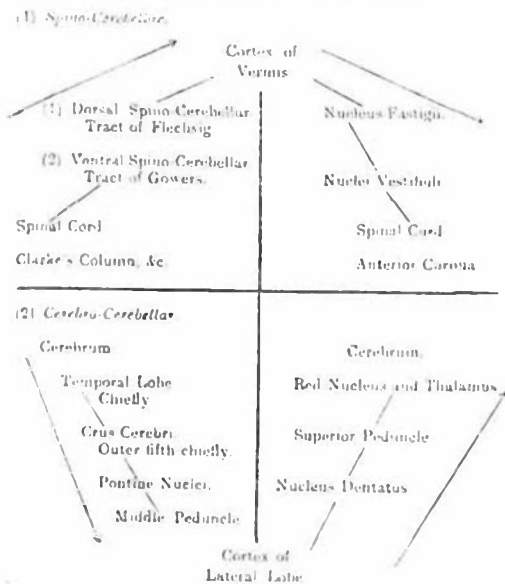 (1) Spino-Cerebellar.
Cortex of
Vermis
(1) Dorsal Spino-Cerebellar
Tract of Flechsig
(2) Ventral Spino-Cerebellar
Tract of Gowers.
Spinal Cord
Clarke's Column, &c
Nucleus Fastigii.
Nuclei Vestibuli
Spinal Cord
Anterior Cornua
(2) Cerebro-Cerebellar
Cerebrum
Temporal Lobe
Chiefly
Crus Cerebri.
Outer fifth chiefly.
Pontine Nuclei.
Middle Peduncle
Cerebrum.
Red Nucleus and Thalamus
Superior Peduncle
Nucleus Dentatus
Cortex of
Lateral Lobe